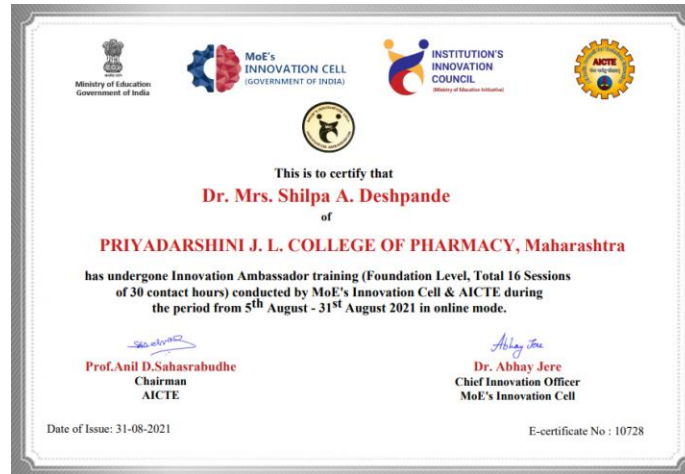 Ministry of Education
Government of India
MoE's
INNOVATION CELL
(GOVERNMENT OF INDIA)
INSTITUTION'S
INNOVATION
COUNCIL
(Ministry of Education Initiative)
AICTE
This is to certify that
Dr. Mrs. Shilpa A. Deshpande
of
PRIYADARSHINI J. L. COLLEGE OF PHARMACY, Maharashtra
has undergone Innovation Ambassador training (Foundation Level, Total 16 Sessions
of 30 contact hours) conducted by MoE's Innovation Cell & AICTE during
the period from 5th August - 31st August 2021 in online mode.
Abhay Jere
Prof.Anil D.Sahasrabudhe
Chairman
AICTE
Dr. Abhay Jere
Chief Innovation Officer
MoE's Innovation Cell
Date of Issue: 31-08-2021
E-certificate No : 10728